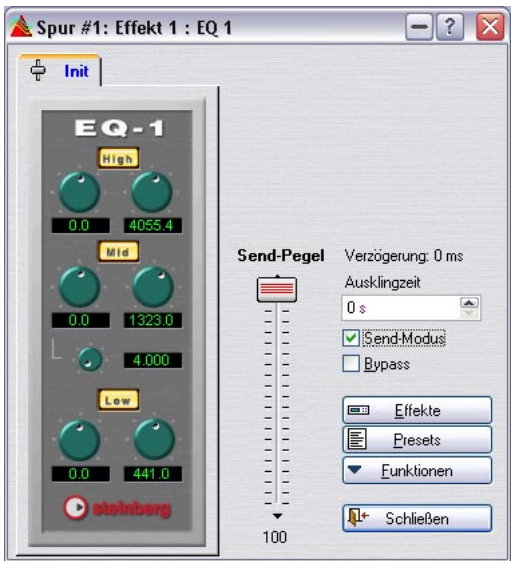 Spur #1: Effekt 1 : EQ 1
Init
EQ-1
High
0.0 4055.4
Mid
0.0 1323.0
4.000
Low
0.0 441.0
steinberg
Send-Pegel
100
Verzögerung: 0 ms
Ausklingzeit
0 s
Send-Modus
Bypass
Effekte
Presets
Funktionen
Schließen